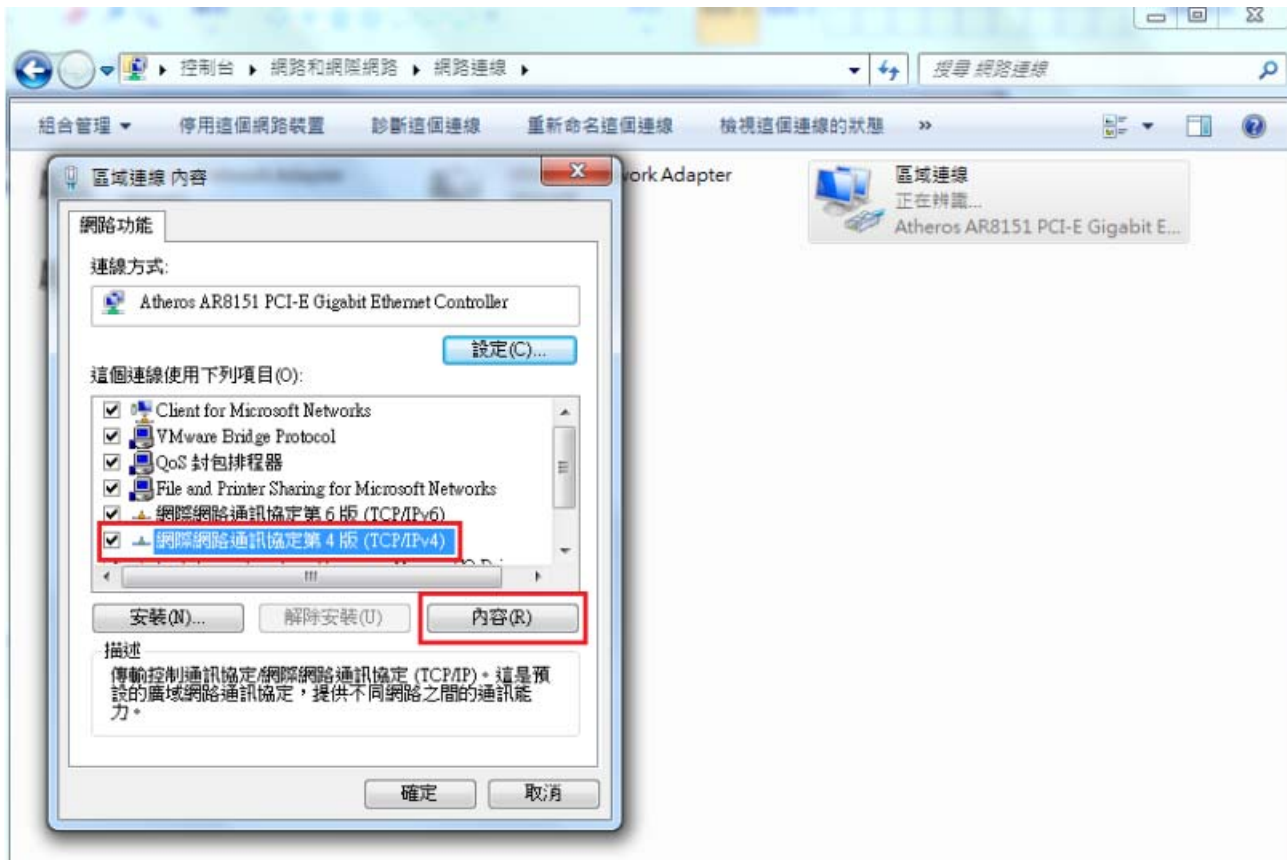 控制台 ▸ 網路和網際網路 ▸ 網路連線 ▸
搜尋 網路連線
組合管理 ▼ 停用這個網路裝置 診斷這個連線 重新命名這個連線 檢視這個連線的狀態 »
區域連線 內容
網路功能
連線方式:
Atheros AR8151 PCI-E Gigabit Ethernet Controller
設定(C)...
這個連線使用下列項目(O):
Client for Microsoft Networks
VMware Bridge Protocol
QoS 封包排程器
File and Printer Sharing for Microsoft Networks
網際網路通訊協定第 6 版 (TCP/IPv6)
網際網路通訊協定第 4 版 (TCP/IPv4)
安裝(N)... 解除安裝(U) 內容(R)
描述
傳輸控制通訊協定/網際網路通訊協定 (TCP/IP)。這是預
設的廣域網路通訊協定，提供不同網路之間的通訊能
力。
確定 取消
work Adapter
區域連線
正在辨識...
Atheros AR8151 PCI-E Gigabit E...